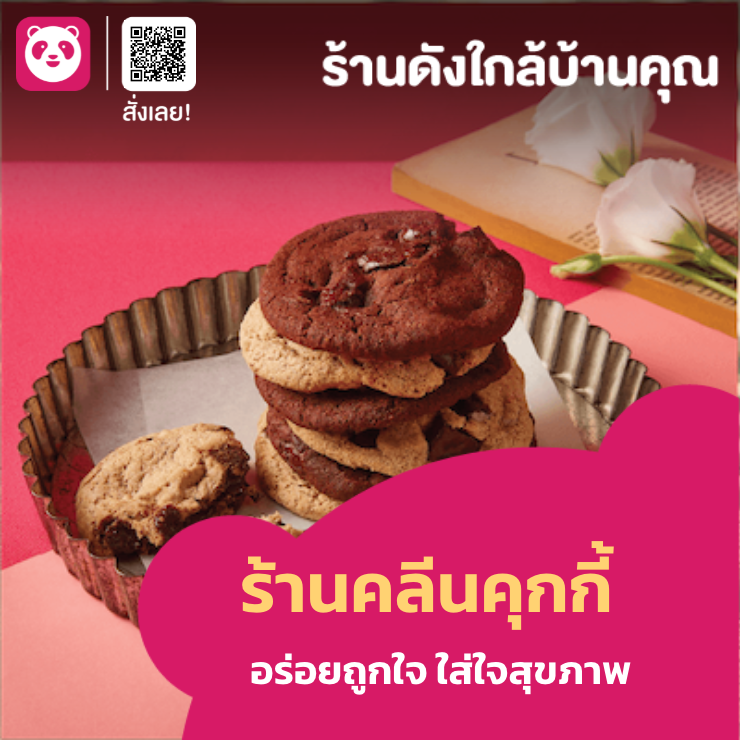 ร้านดังใกล้บ้านคุณ
สั่งเลย!
ร้านคลีนคุกกี้
อร่อยถูกใจ ใส่ใจสุขภาพ